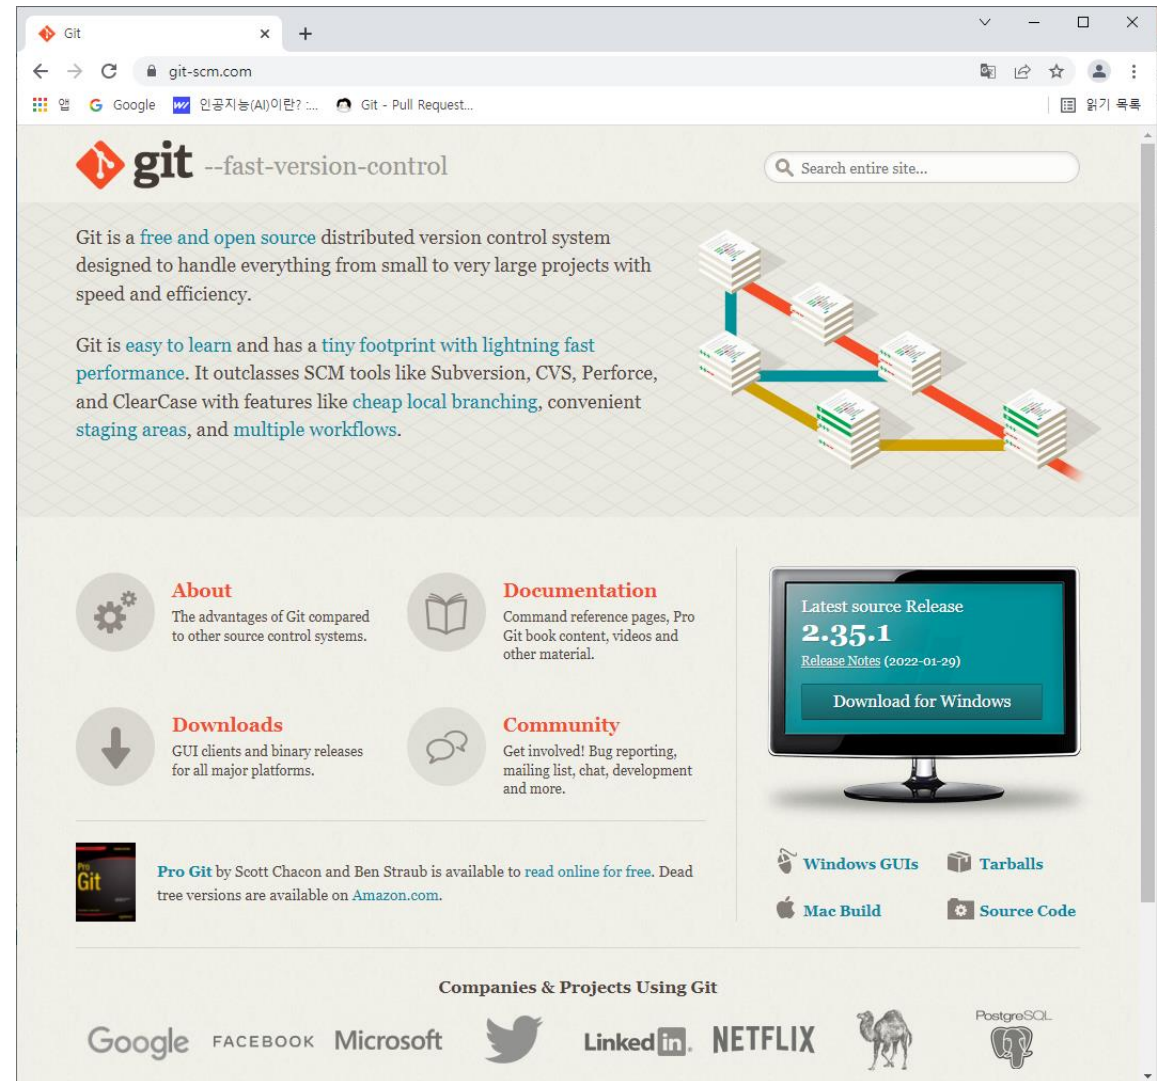 Git
git-scm.com
앱 Google 인공지능(AI)이란? :... Git - Pull Request... 읽기 목록
git --fast-version-control
Search entire site...
Git is a free and open source distributed version control system
designed to handle everything from small to very large projects with
speed and efficiency.
Git is easy to learn and has a tiny footprint with lightning fast
performance. It outclasses SCM tools like Subversion, CVS, Perforce,
and ClearCase with features like cheap local branching, convenient
staging areas, and multiple workflows.
About
The advantages of Git compared
to other source control systems.
Documentation
Command reference pages, Pro
Git book content, videos and
other material.
Downloads
GUI clients and binary releases
for all major platforms.
Community
Get involved! Bug reporting,
mailing list, chat, development
and more.
Latest source Release
2.35.1
Release Notes (2022-01-29)
Download for Windows
Pro
Git
Pro Git by Scott Chacon and Ben Straub is available to read online for free. Dead
tree versions are available on Amazon.com.
Windows GUIs
Tarballs
Mac Build
Source Code
Companies & Projects Using Git
Google FACEBOOK Microsoft Linked in. NETFLIX PostgreSQL